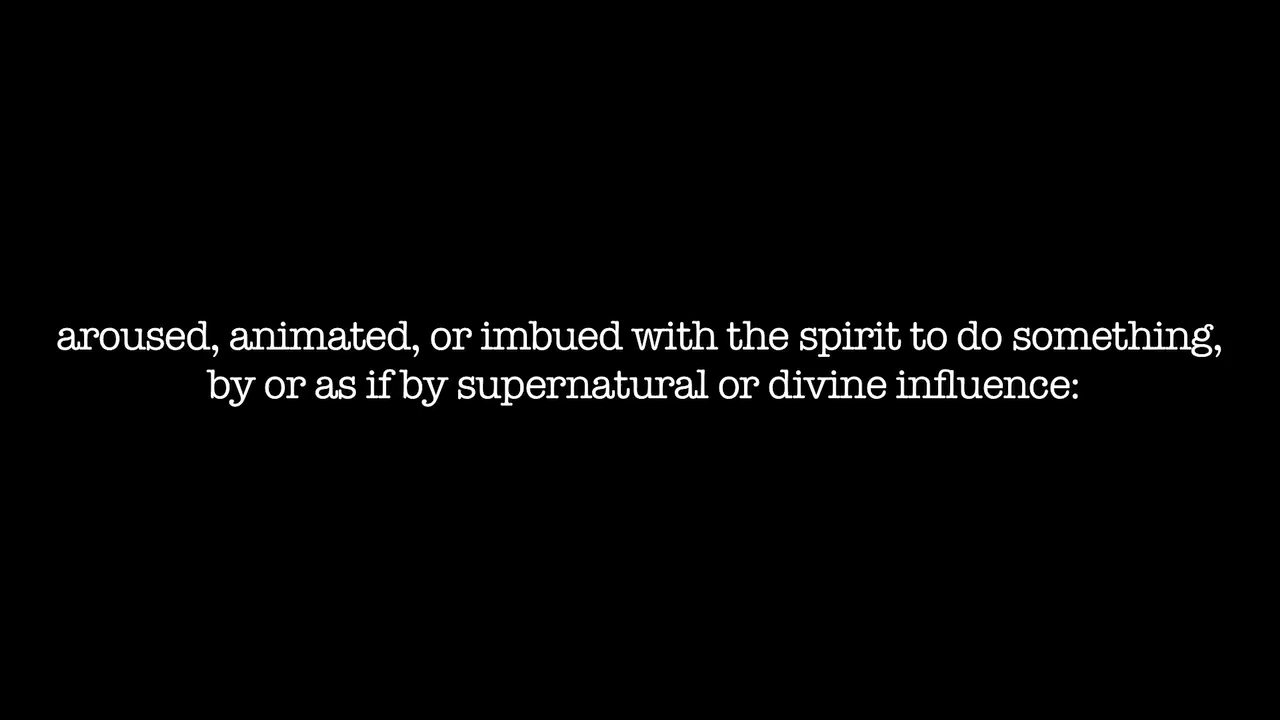 aroused, animated, or imbued with the spirit to do something,
by or as if by supernatural or divine influence: